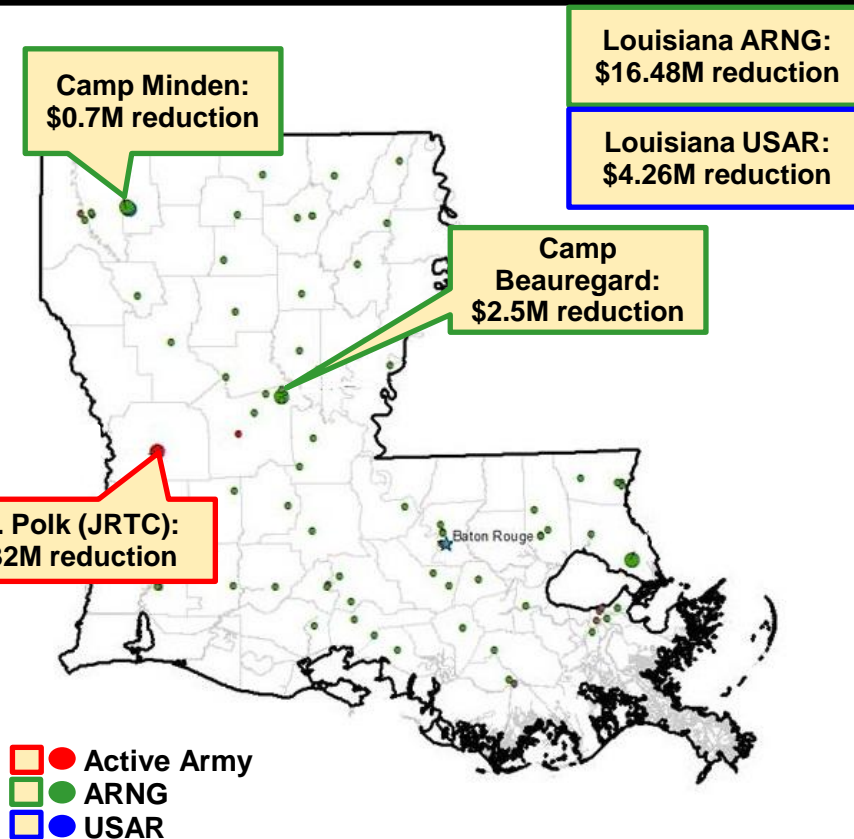 Louisiana ARNG:
$16.48M reduction
Camp Minden:
$0.7M reduction
Louisiana USAR:
$4.26M reduction
Camp
Beauregard:
$2.5M reduction
. Polk (JRTC):
2M reduction
Baton Rouge
Active Army
ARNG
USAR